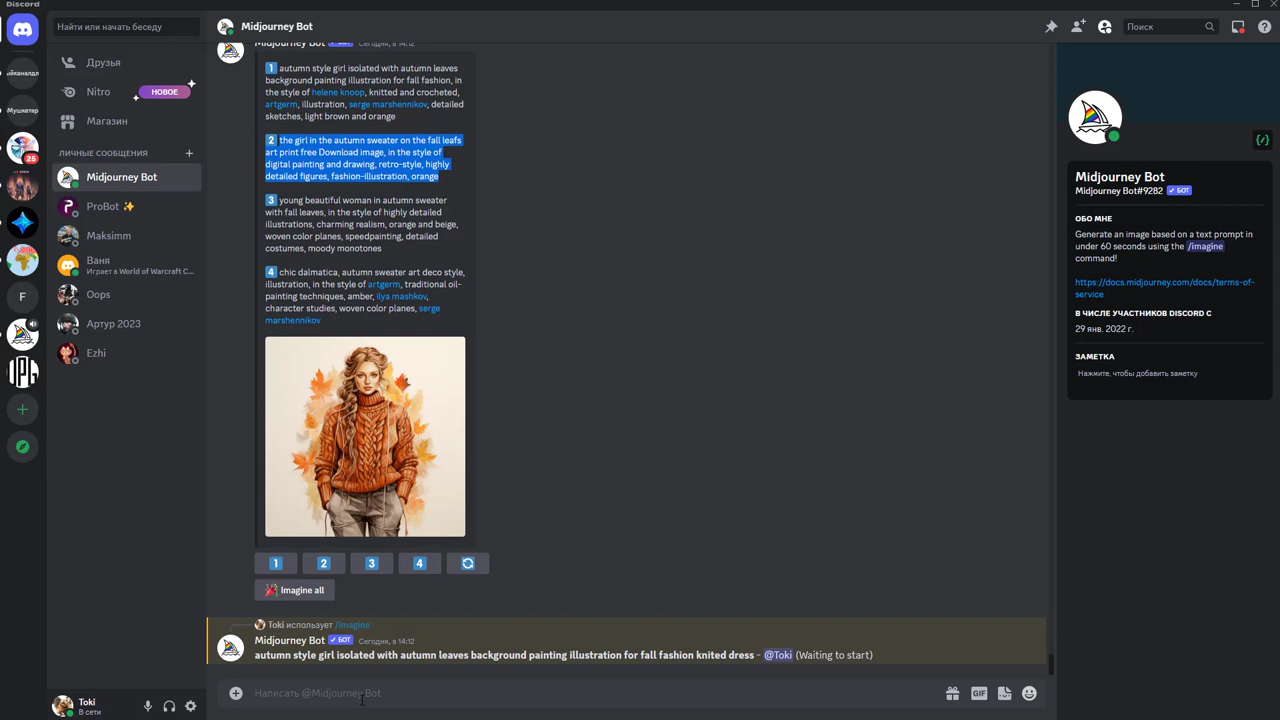 Discord
Найти или начать беседу
Midjourney Bot
Поиск
айканалдл
Мушкетер
25
F
Друзья
Nitro
НОВОЕ
Магазин
ЛИЧНЫЕ СООБЩЕНИЯ
Midjourney Bot
ProBot
Maksimm
Ваня
Играет в World of Warcraft C...
Oops
Артур 2023
Ezhi
Toki
В сети
Midjourney Bot
Сегодня, в 14:12
1 autumn style girl isolated with autumn leaves
background painting illustration for fall fashion, in
the style of helene knoop, knitted and crocheted,
artgerm, illustration, serge marshennikov, detailed
sketches, light brown and orange
2 the girl in the autumn sweater on the fall leafs
art print free Download image, in the style of
digital painting and drawing, retro-style, highly
detailed figures, fashion-illustration, orange
3 young beautiful woman in autumn sweater
with fall leaves, in the style of highly detailed
illustrations, charming realism, orange and beige,
woven color planes, speedpainting, detailed
costumes, moody monotones
4 chic dalmatica, autumn sweater art deco style,
illustration, in the style of artgerm, traditional oil-
painting techniques, amber, ilya mashkov,
character studies, woven color planes, serge
marshennikov
1 2 3 4
Imagine all
Toki использует /imagine
Midjourney Bot ✓ БОТ Сегодня, в 14:12
autumn style girl isolated with autumn leaves background painting illustration for fall fashion knited dress - @Toki (Waiting to start)
Написать @Midjourney Bot
GIF
Midjourney Bot
Midjourney Bot#9282 ✓ БОТ
ОБО МНЕ
Generate an image based on a text prompt in
under 60 seconds using the /imagine
command!
https://docs.midjourney.com/docs/terms-of-
service
В ЧИСЛЕ УЧАСТНИКОВ DISCORD С
29 янв. 2022 г.
ЗАМЕТКА
Нажмите, чтобы добавить заметку